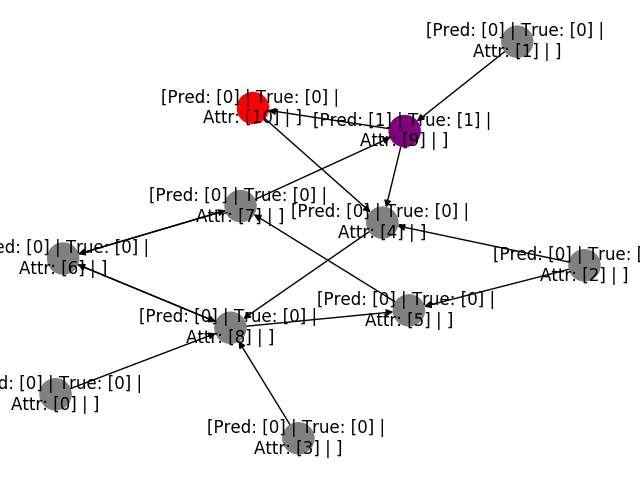 [Pred: [0] | True: [0] |
Attr: [1] | ]
[Pred: [0] | True: [0] |
Attr: [10] | ]
[Pred: [1] | True: [1] |
Attr: [9] | ]
[Pred: [0] | True: [0] |
Attr: [7] | ]
[Pred: [0] | True: [0] |
Attr: [4] | ]
ed: [0] | True: [0] |
Attr: [6] | ]
[Pred: [0] | True: [
Attr: [2] | ]
[Pred: [0] | True: [0] |
Attr: [5] | ]
[Pred: [0] | True: [0] |
Attr: [8] | ]
d: [0] | True: [0] |
Attr: [0] | ]
[Pred: [0] | True: [0] |
Attr: [3] | ]